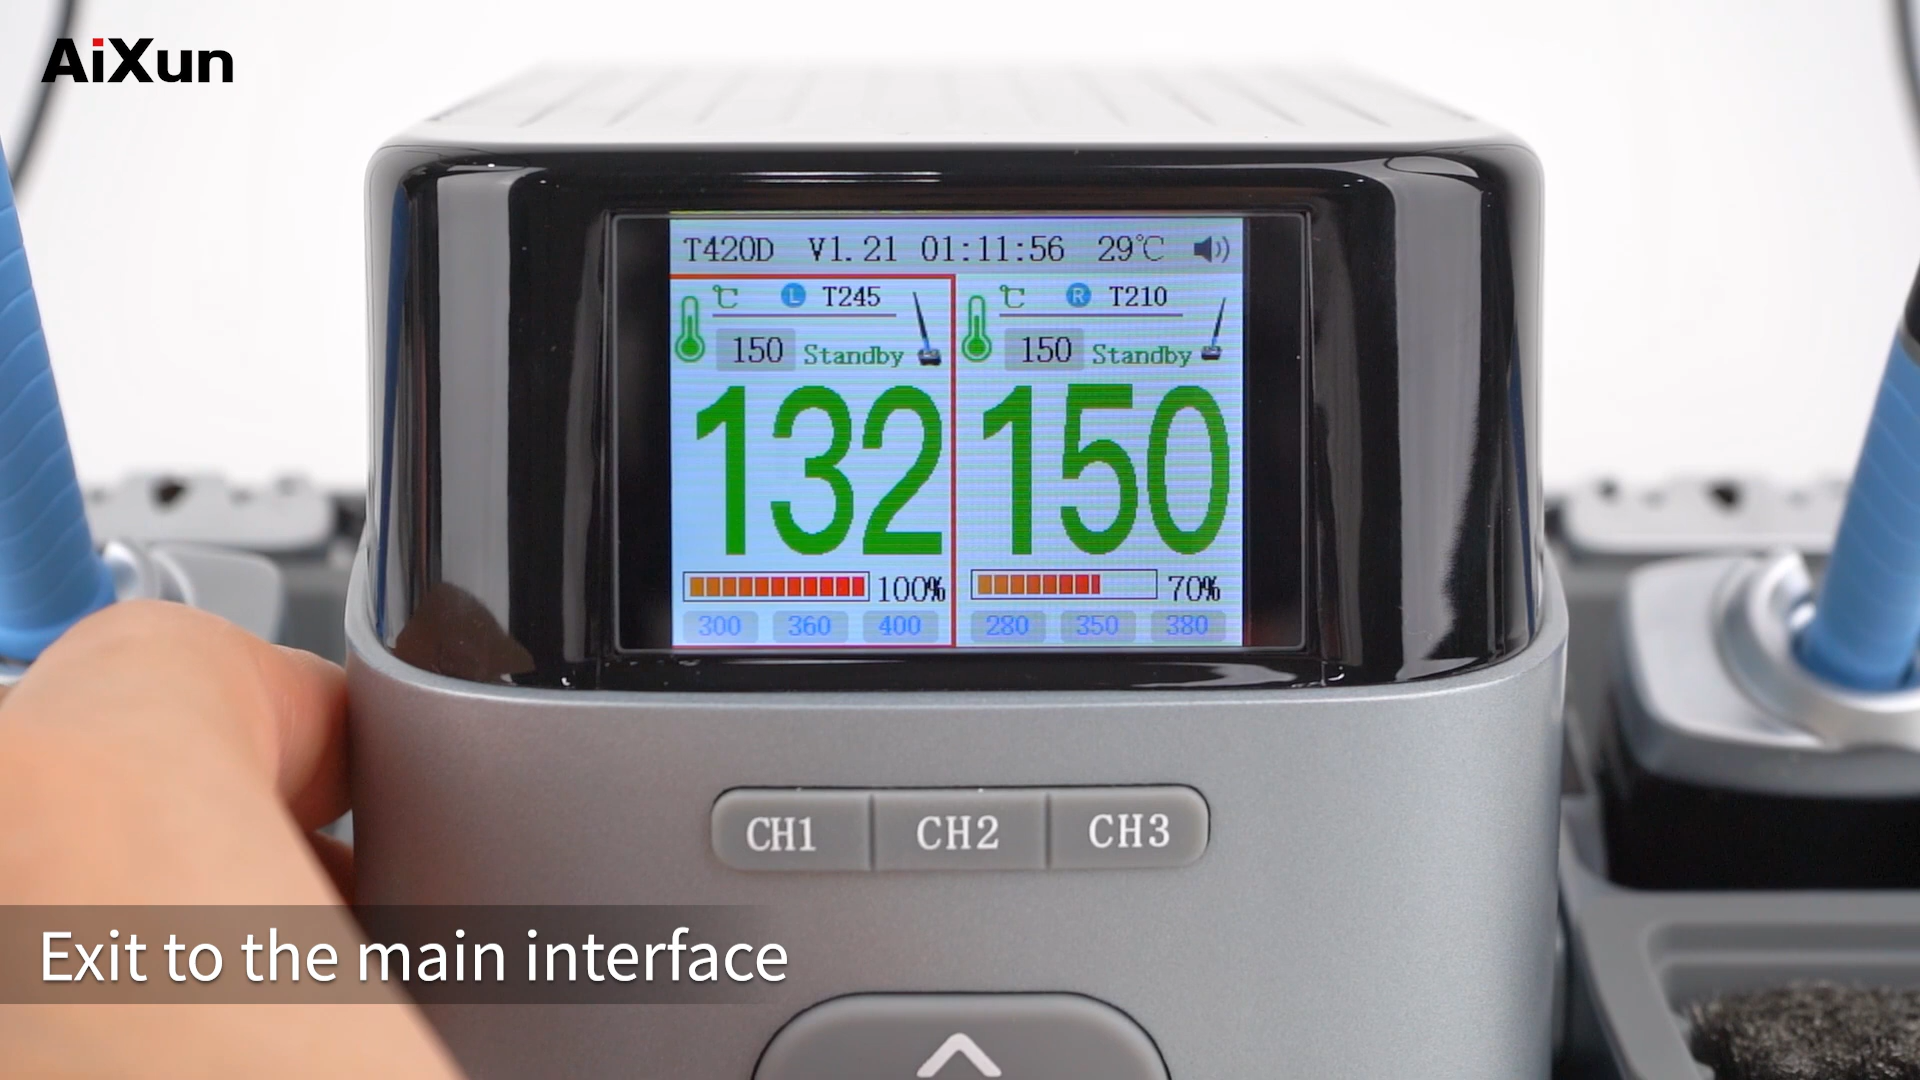 AiXun
T420D V1.21 01:11:56 29℃
℃ L T245
150 Standby
132
100%
300 360 400
℃ R T210
150 Standby
150
70%
280 350 380
CH1 CH2 CH3
Exit to the main interface